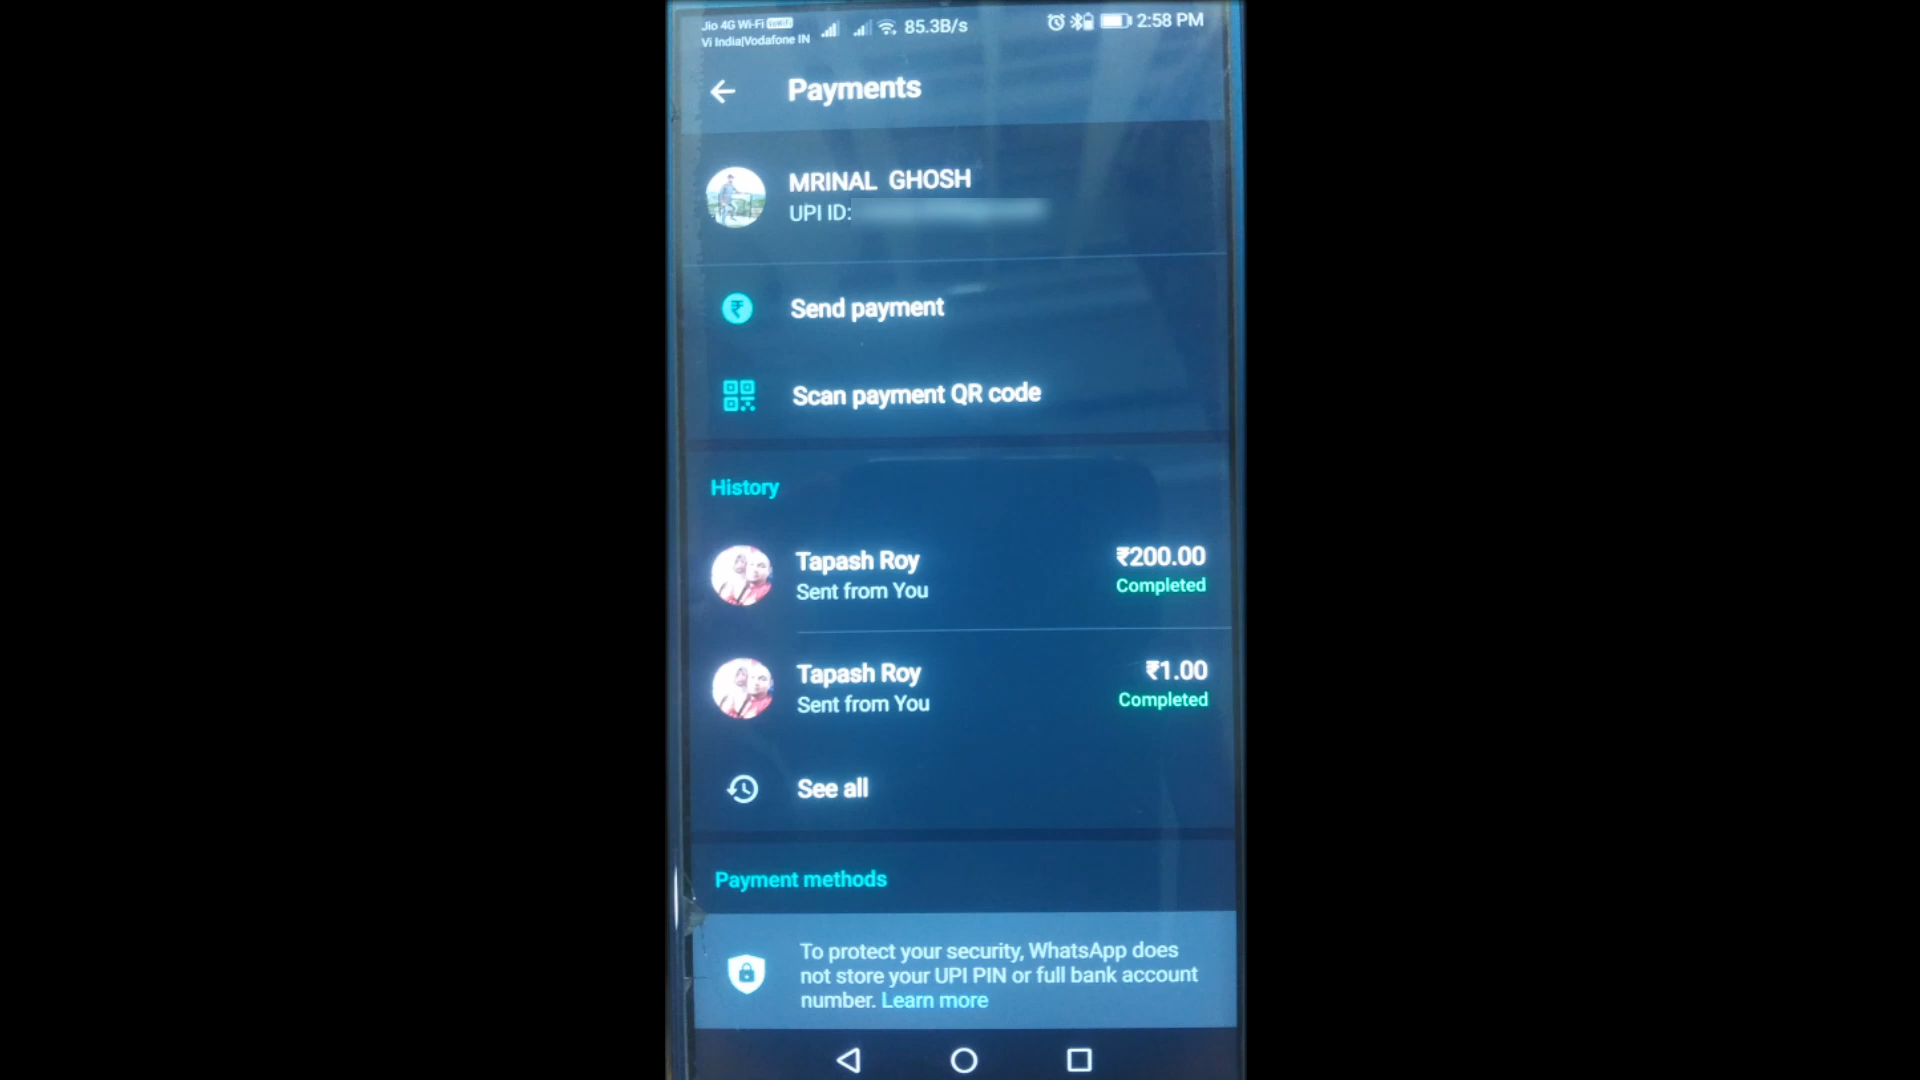 Jio 4G Wi-Fi VoWiFi
Vi India|Vodafone IN
85.3B/s
2:58 PM
Payments
MRINAL GHOSH
UPI ID:
Send payment
Scan payment QR code
History
Tapash Roy
₹200.00
Sent from You
Completed
Tapash Roy
₹1.00
Sent from You
Completed
See all
Payment methods
To protect your security, WhatsApp does
not store your UPI PIN or full bank account
number. Learn more